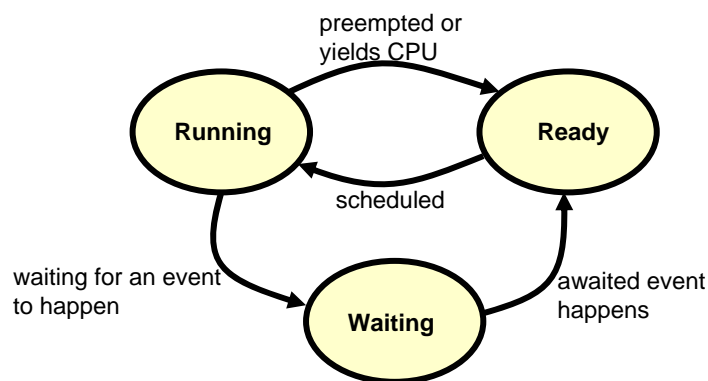 preempted or
yields CPU
Running
Ready
scheduled
waiting for an event
to happen
awaited event
happens
Waiting